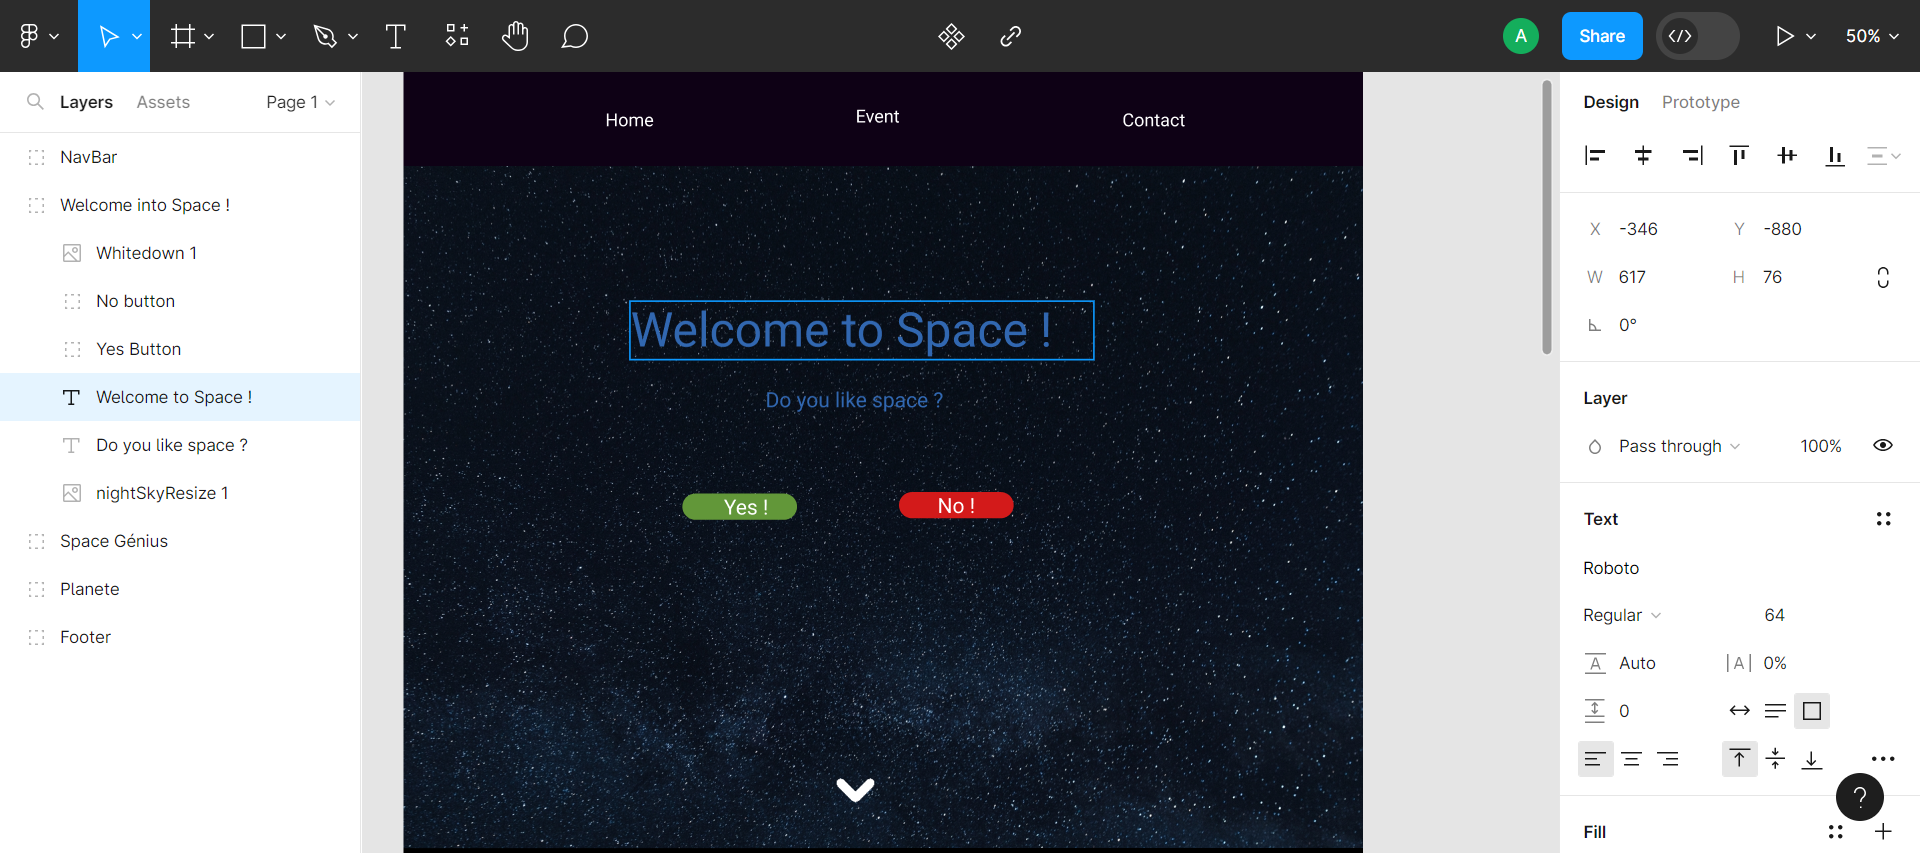 A
Share
50%
Layers
Assets
Page 1
NavBar
Welcome into Space !
Whitedown 1
No button
Yes Button
Welcome to Space !
Do you like space ?
nightSkyResize 1
Space Génius
Planete
Footer
Home
Event
Contact
Welcome to Space !
Do you like space ?
Yes !
No !
Design
Prototype
X -346
Y -880
W 617
H 76
0°
Layer
Pass through
100%
Text
Roboto
Regular
64
A Auto
|A| 0%
0
?
Fill